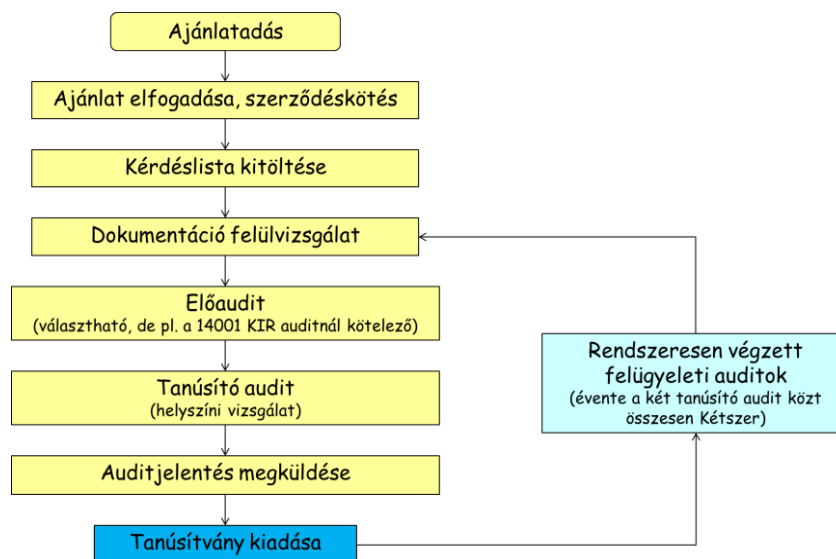 Ajánlatadás
Ajánlat elfogadása, szerződéskötés
Kérdéslista kitöltése
Dokumentáció felülvizsgálat
Előaudit
(választható, de pl. a 14001 KIR auditnál kötelező)
Tanúsító audit
(helyszíni vizsgálat)
Auditjelentés megküldése
Tanúsítvány kiadása
Rendszeresen végzett
felügyeleti auditok
(évente a két tanúsító audit közt
összesen Kétszer)